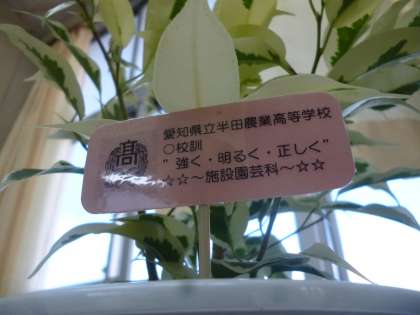 愛知県立半田農業高等学校
○校訓
"強く・明るく・正しく"
☆☆～施設園芸科～☆☆
高